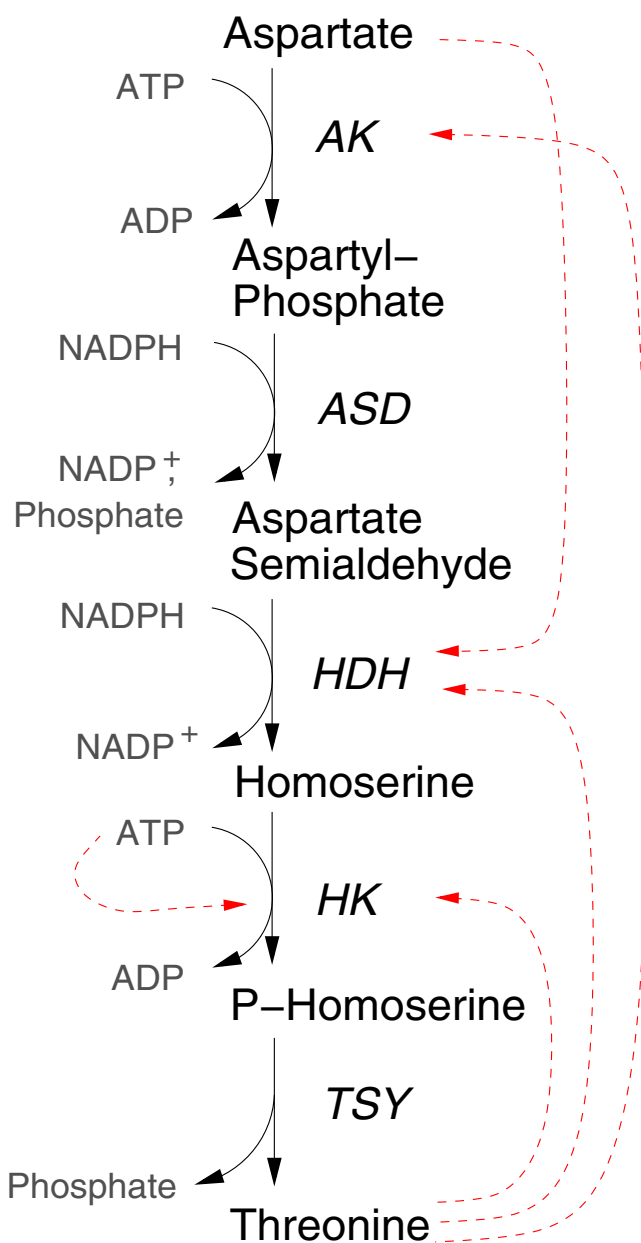 Aspartate
ATP
AK
ADP
Aspartyl–
Phosphate
NADPH
ASD
NADP+,
Phosphate
Aspartate
Semialdehyde
NADPH
HDH
NADP+
Homoserine
ATP
HK
ADP
P–Homoserine
TSY
Phosphate
Threonine